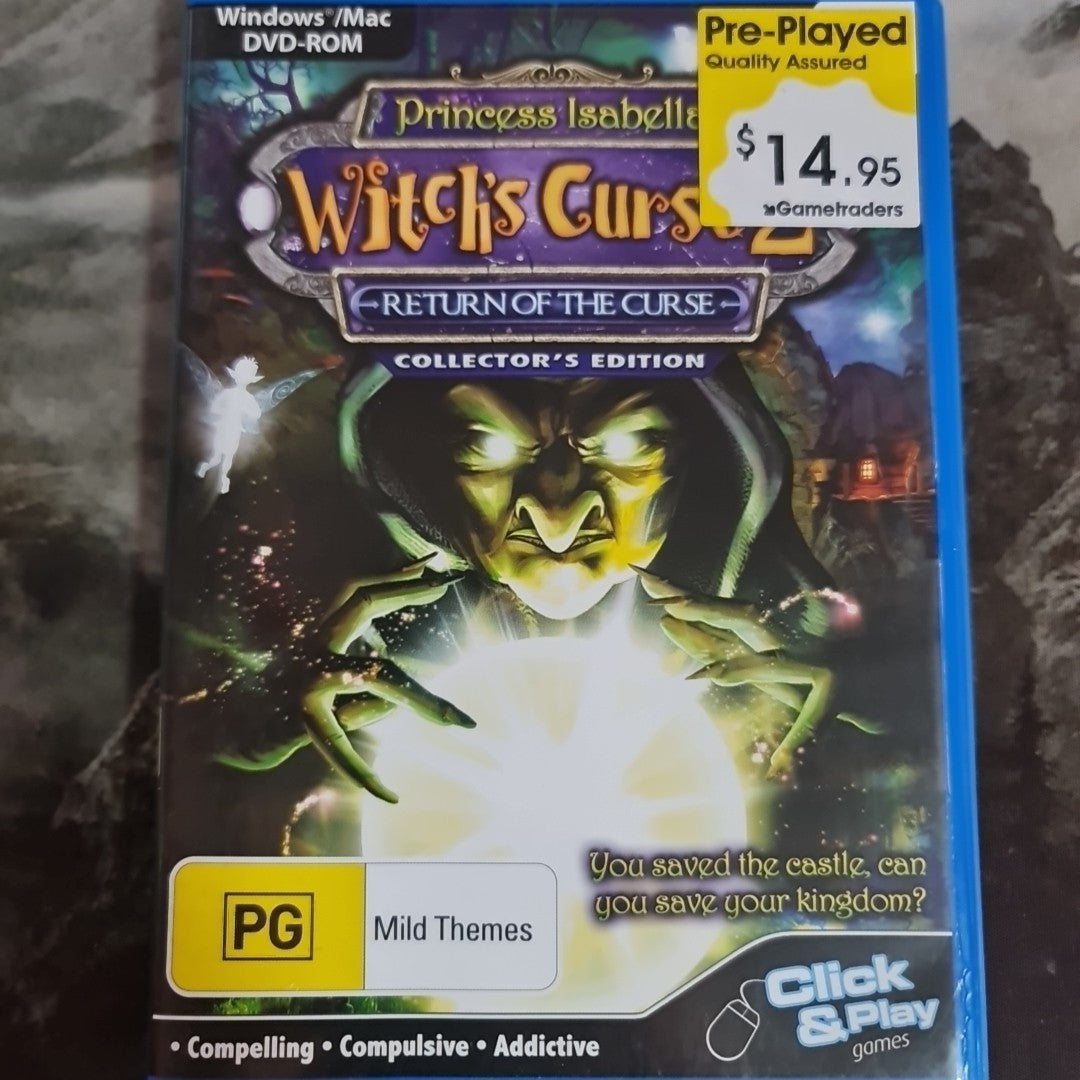 Windows®/Mac
DVD-ROM
Pre-Played
Quality Assured
$14.95
Gametraders
Princess Isabella
Witch's Curse 2
RETURN OF THE CURSE
COLLECTOR'S EDITION
You saved the castle, can
you save your kingdom?
PG
Mild Themes
Click
& Play
games
• Compelling • Compulsive • Addictive